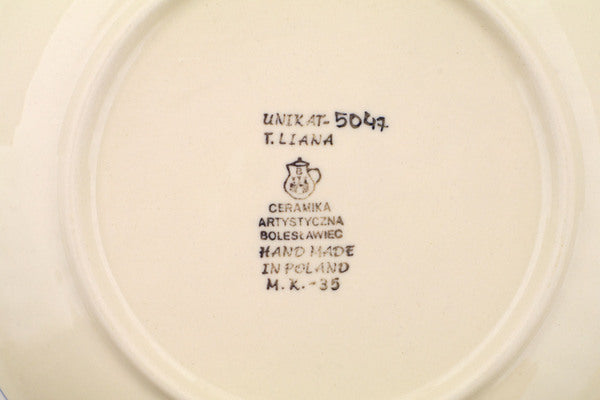 UNIKAT-5047
T. LIANA
CERAMIKA
ARTYSTYCZNA
BOLESŁAWIEC
HAND MADE
IN POLAND
M.K.-35